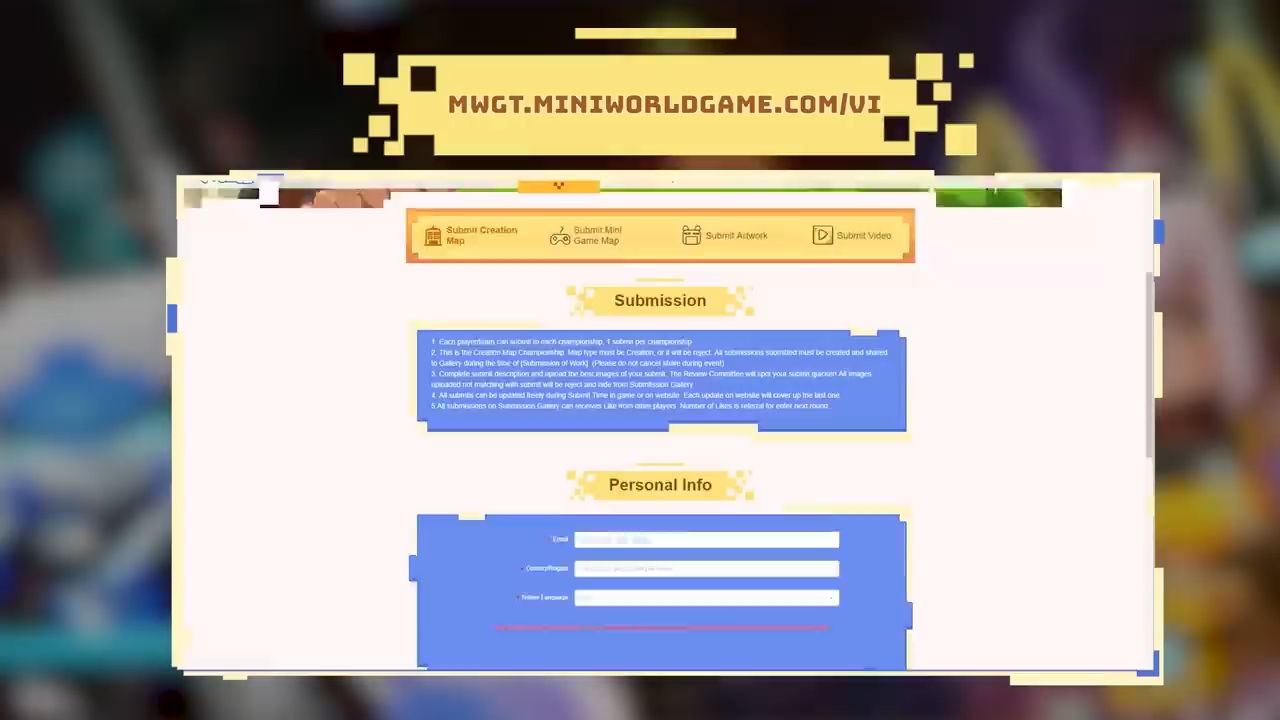 MWGT.MINIWORLDGAME.COM/VI
Submit Creation
Map
Submit Mini
Game Map
Submit Artwork
Submit Video
Submission
1. Each player/team can submit to each championship, 1 submit per championship
2. This is the Creation Map Championship. Map type must be Creation, or it will be reject. All submissions submitted must be created and shared
to Gallery during the time of [Submission of Work]. (Please do not cancel share during event)
3. Complete submit description and upload the best images of your submit. The Review Committee will spot your submit quicker! All images
uploaded not matching with submit will be reject and hide from Submission Gallery
4. All submits can be updated freely during Submit Time in game or on website. Each update on website will cover up the last one.
5.All submissions on Submission Gallery can receives Like from other players. Number of Likes is referral for enter next round.
Personal Info
Email
* Country/Region